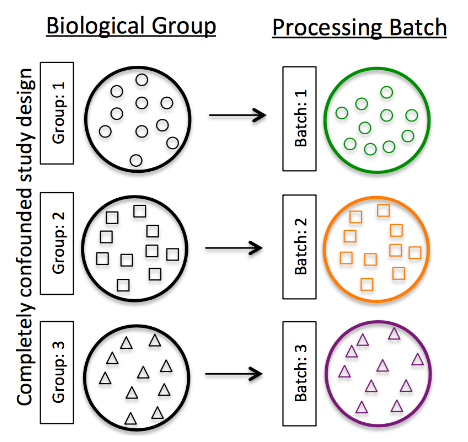 Biological Group
Processing Batch
Completely confounded study design
Group: 1
Batch: 1
Group: 2
Batch: 2
Group: 3
Batch: 3